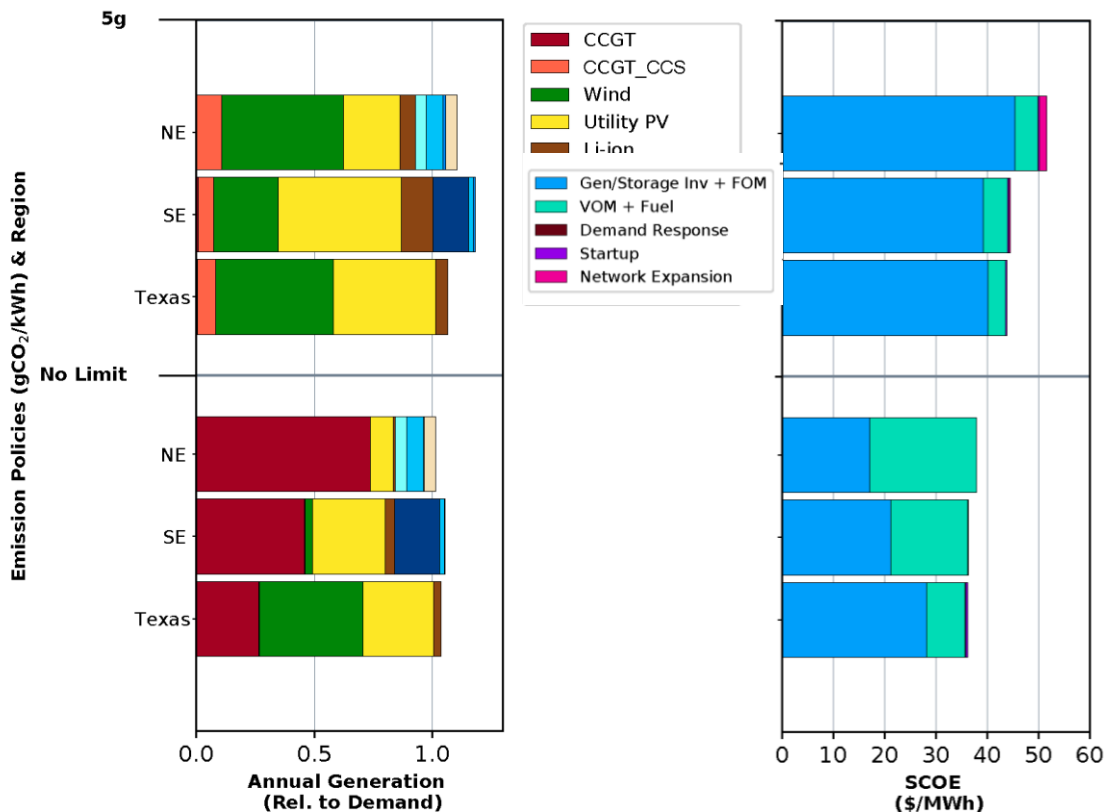 5g
NE
SE
Texas
No Limit
NE
SE
Texas
Emission Policies (gCO₂/kWh) & Region
0.0 0.5 1.0
Annual Generation
(Rel. to Demand)
CCGT
CCGT_CCS
Wind
Utility PV
Li-ion
Gen/Storage Inv + FOM
VOM + Fuel
Demand Response
Startup
Network Expansion
0 10 20 30 40 50 60
SCOE
($/MWh)